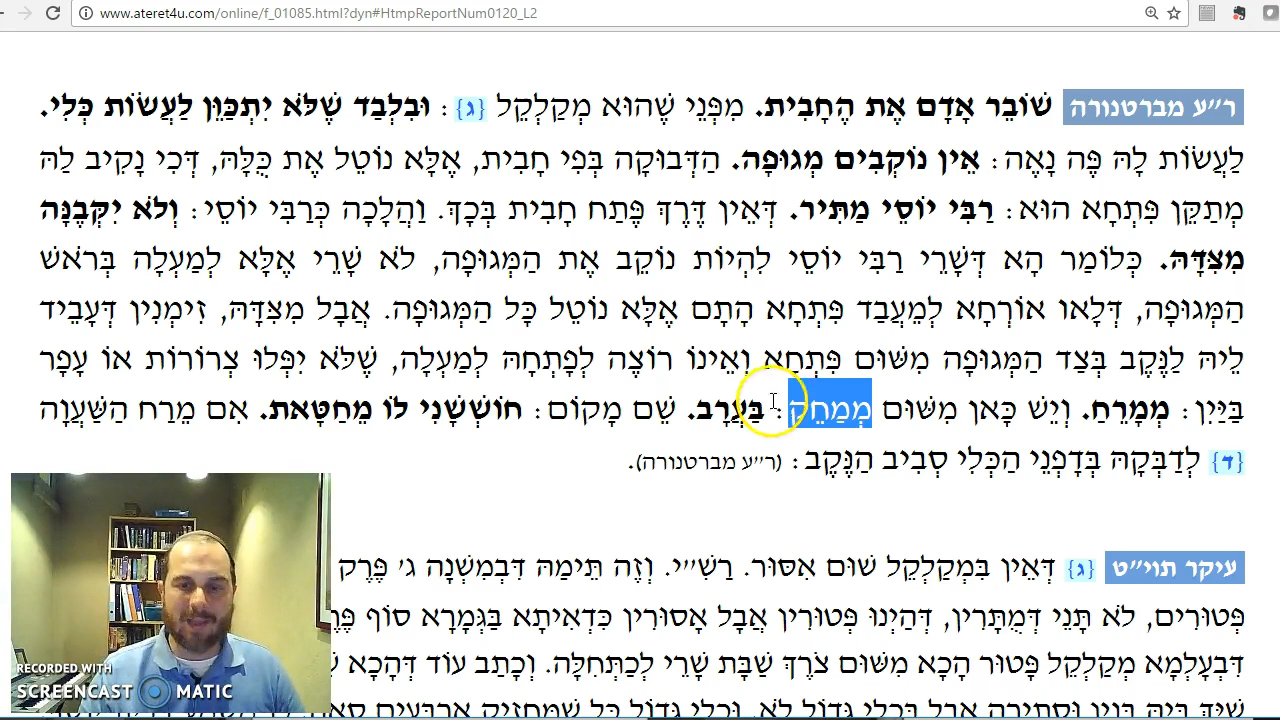 www.ateret4u.com/online/f_01085.html?dyn#HtmpReportNum0120_L2
ר״ע מברטנורה שׁוֹבֵר אָדָם אֶת הֶחָבִית. מִפְּנֵי שֶׁהוּא מְקַלְקֵל {ג} : וּבִלְבַד שֶׁלֹּא יִתְכַּוֵּן לַעֲשׂוֹת כְּלִי.
לַעֲשׂוֹת לָהּ פֶּה נָאֶה: אֵין נוֹקְבִים מְגוּפָה. הַדְּבוּקָה בְּפִי חָבִית, אֶלָּא נוֹטֵל אֶת כֻּלָּהּ, דְּכִי נָקִיב לַהּ
מְתַקֵּן פִּתְחָא הוּא: רַבִּי יוֹסֵי מַתִּיר. דְּאֵין דֶּרֶךְ פֶּתַח חָבִית בְּכָךְ. וַהֲלָכָה כְּרַבִּי יוֹסֵי: וְלֹא יִקְּבֶנָּה
מִצִּדָּהּ. כְּלוֹמַר הָא דְּשָׁרֵי רַבִּי יוֹסֵי לִהְיוֹת נוֹקֵב אֶת הַמְּגוּפָה, לֹא שָׁרֵי אֶלָּא לְמַעְלָה בְּרֹאשׁ
הַמְּגוּפָה, דְּלָאו אוֹרְחָא לְמֶעֱבַד פִּתְחָא הָתָם אֶלָּא נוֹטֵל כָּל הַמְּגוּפָה. אֲבָל מִצִּדָּהּ, זִימְנִין דְּעָבֵיד
לֵיהּ לַנֶּקֶב בְּצַד הַמְּגוּפָה מִשּׁוּם פִּתְחָא וְאֵינוֹ רוֹצֶה לְפָתְחָהּ לְמַעְלָה, שֶׁלֹּא יִפְּלוּ צְרוֹרוֹת אוֹ עָפָר
בַּיַּיִן: מְמָרֵחַ. וְיֵשׁ כָּאן מִשּׁוּם מְמַחֵק: בַּעֲרָב. שֵׁם מָקוֹם: חוֹשְׁשָׁנִי לוֹ מֵחַטָּאת. אִם מֵרַח הַשַּׁעֲוָה
{ד} לְדַבְּקָהּ בְּדָפְנֵי הַכְּלִי סְבִיב הַנֶּקֶב: (ר״ע מברטנורה).
עיקר תוי״ט {ג} דְּאֵין בִּמְקַלְקֵל שׁוּם אִסּוּר. רַשִׁ״י. וְזֶה תֵּימַהּ דִּבְמִשְׁנָה ג׳ פֶּרֶק
פְּטוּרִים, לֹא תָּנֵי דְּמֻתָּרִין, דְּהַיְנוּ פְּטוּרִין אֲבָל אָסוּרִין כִּדְאִיתָא בַּגְּמָרָא סוֹף
דִּבְעָלְמָא מְקַלְקֵל פָּטוּר הָכָא מִשּׁוּם צֹרֶךְ שַׁבָּת שָׁרֵי לְכַתְּחִלָּה. וְכָתַב עוֹד דְּהָכָא
RECORDED WITH
SCREENCAST MATIC